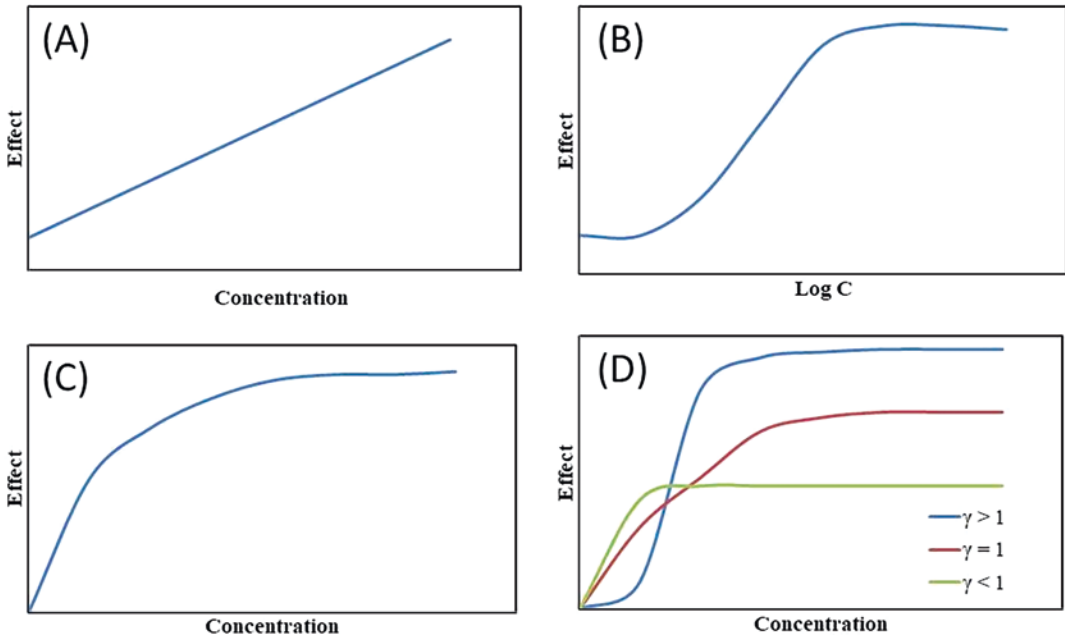 (A)
Effect
Concentration
(B)
Effect
Log C
(C)
Effect
Concentration
(D)
Effect
γ > 1
γ = 1
γ < 1
Concentration